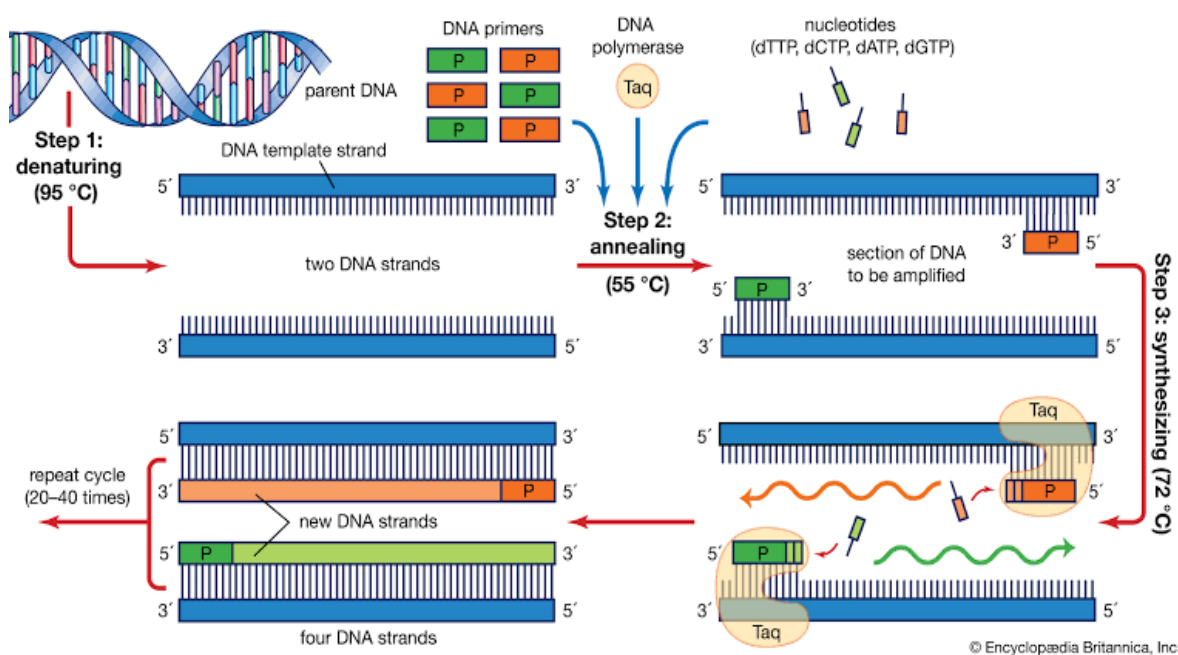 DNA primers
P
P
P
P
P
P
DNA
polymerase
Taq
nucleotides
(dTTP, dCTP, dATP, dGTP)
parent DNA
Step 1:
denaturing
(95 °C)
DNA template strand
5´
3´
two DNA strands
3´
5´
Step 2:
annealing
(55 °C)
5´
3´
3´
P
5´
section of DNA
to be amplified
5´
P
3´
3´
5´
Step 3: synthesizing (72 °C)
Taq
5´
3´
P
5´
5´
P
3´
5´
Taq
5´
3´
3´
P
5´
new DNA strands
5´
P
3´
3´
5´
four DNA strands
repeat cycle
(20–40 times)
© Encyclopædia Britannica, Inc